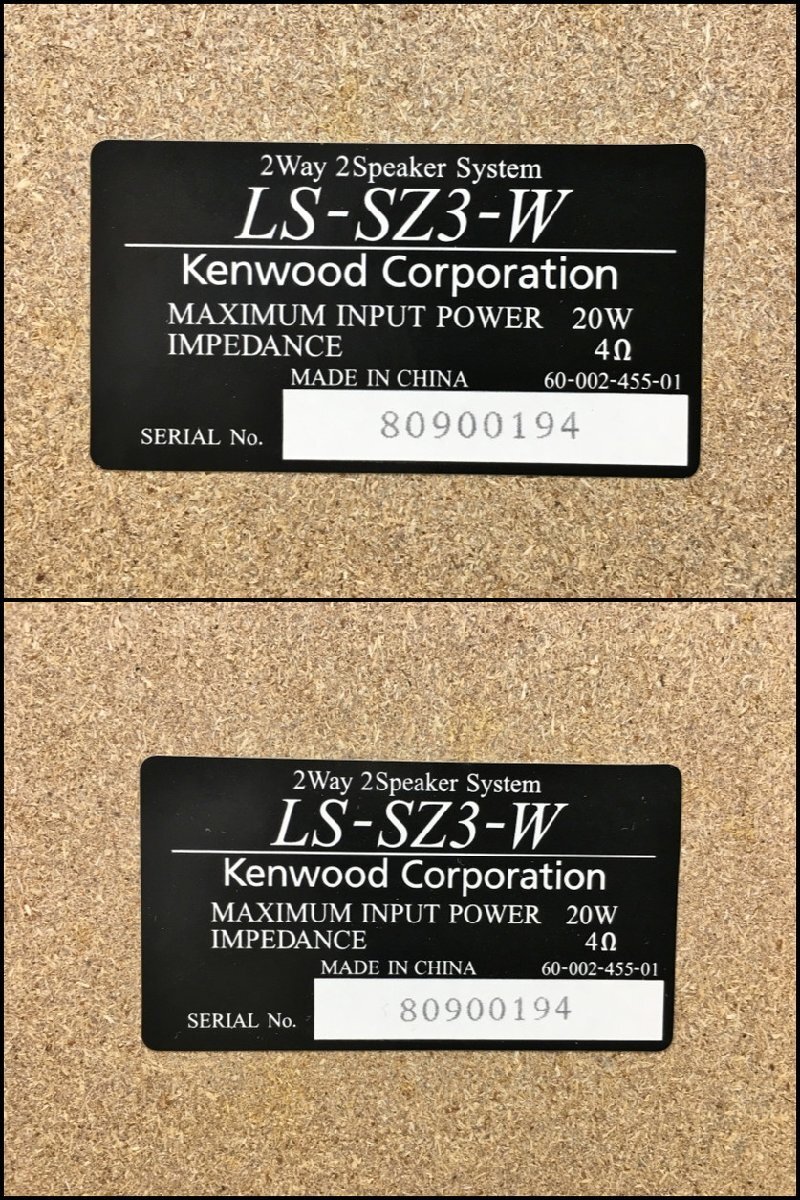 2Way 2Speaker System
LS-SZ3-W
Kenwood Corporation
MAXIMUM INPUT POWER 20W
IMPEDANCE 4Ω
MADE IN CHINA 60-002-455-01
SERIAL No. 80900194
2Way 2Speaker System
LS-SZ3-W
Kenwood Corporation
MAXIMUM INPUT POWER 20W
IMPEDANCE 4Ω
MADE IN CHINA 60-002-455-01
SERIAL No. 80900194